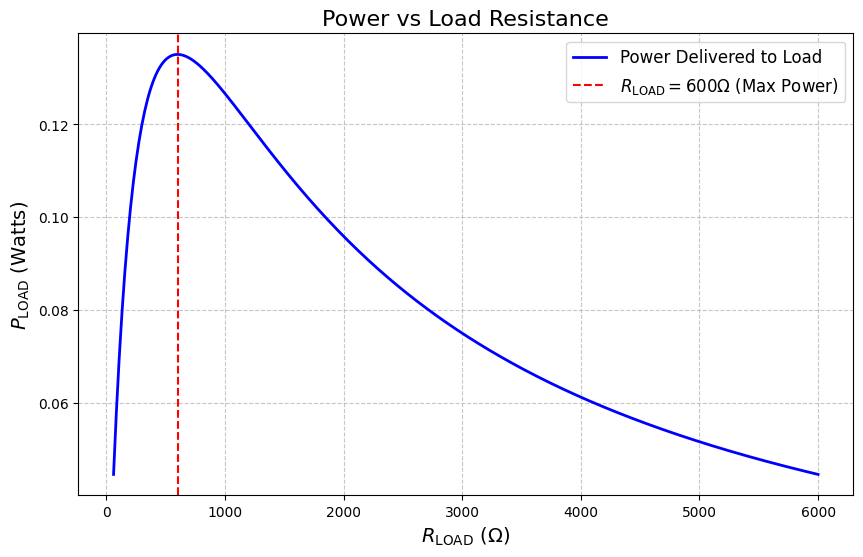 Power vs Load Resistance
Power Delivered to Load
R_LOAD = 600Ω (Max Power)
P_LOAD (Watts)
0.12
0.10
0.08
0.06
0
1000
2000
3000
4000
5000
6000
R_LOAD (Ω)